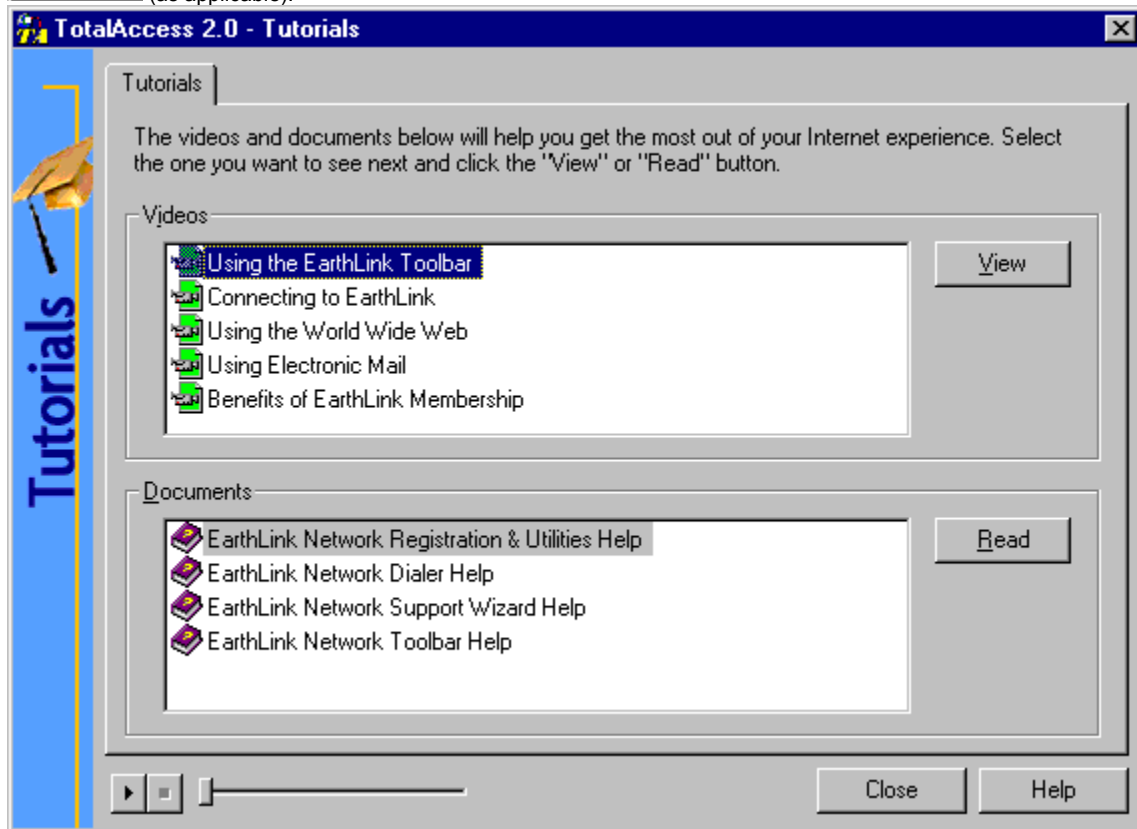 (as applicable).
TotalAccess 2.0 - Tutorials
Tutorials
Tutorials
The videos and documents below will help you get the most out of your Internet experience. Select
the one you want to see next and click the "View" or "Read" button.
Videos
Using the EarthLink Toolbar
View
Connecting to EarthLink
Using the World Wide Web
Using Electronic Mail
Benefits of EarthLink Membership
Documents
EarthLink Network Registration & Utilities Help
Read
EarthLink Network Dialer Help
EarthLink Network Support Wizard Help
EarthLink Network Toolbar Help
Close
Help